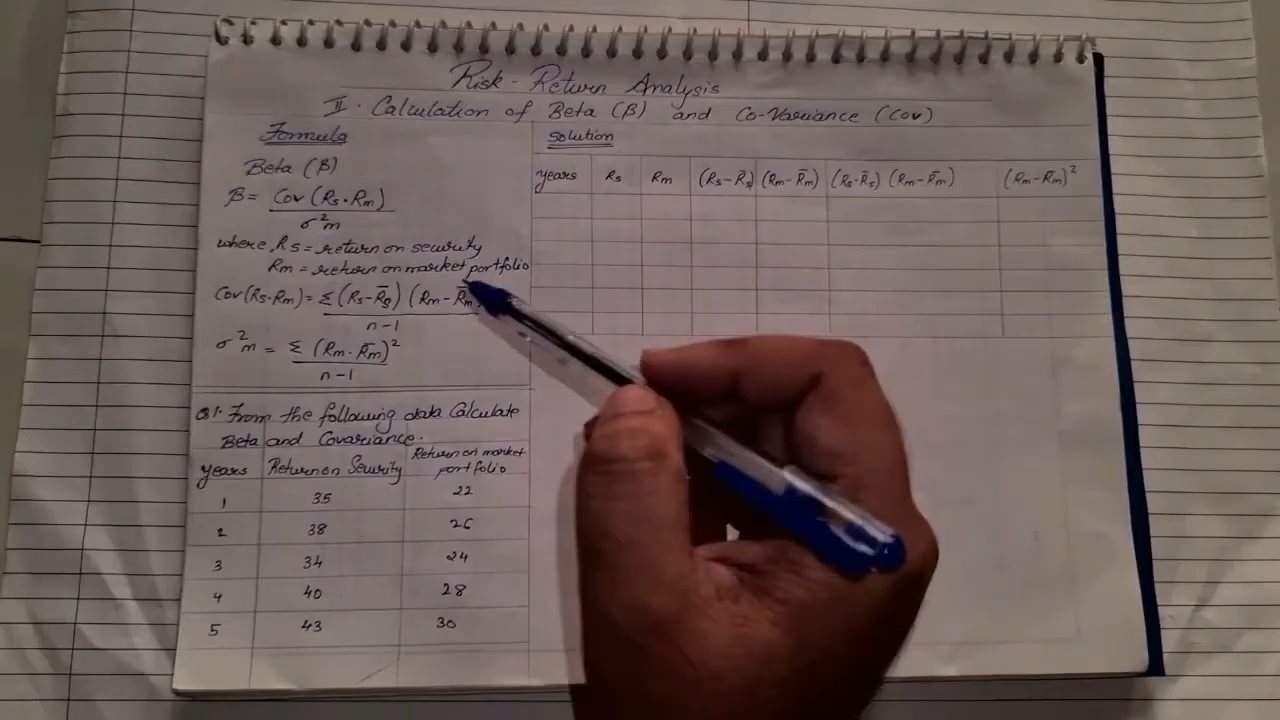 Risk-Return Analysis
II. Calculation of Beta (β) and Co-Variance (Cov)
Formula
Beta (β)
β = Cov (Rs.Rm)
σ²m
where, Rs = return on security
Rm = return on market portfolio
Cov(Rs.Rm) = Σ (Rs-R̄s) (Rm-R̄m
n-1
σ²m = Σ (Rm.R̄m)²
n-1
Q1. From the following data Calculate
Beta and Covariance.
years Return on Security Return on market
portfolio
1 35 22
2 38 26
3 34 24
4 40 28
5 43 30
Solution
years Rs Rm (Rs-R̄s) (Rm-R̄m) (Rs-R̄s) (Rm-R̄m) (Rm-R̄m)²